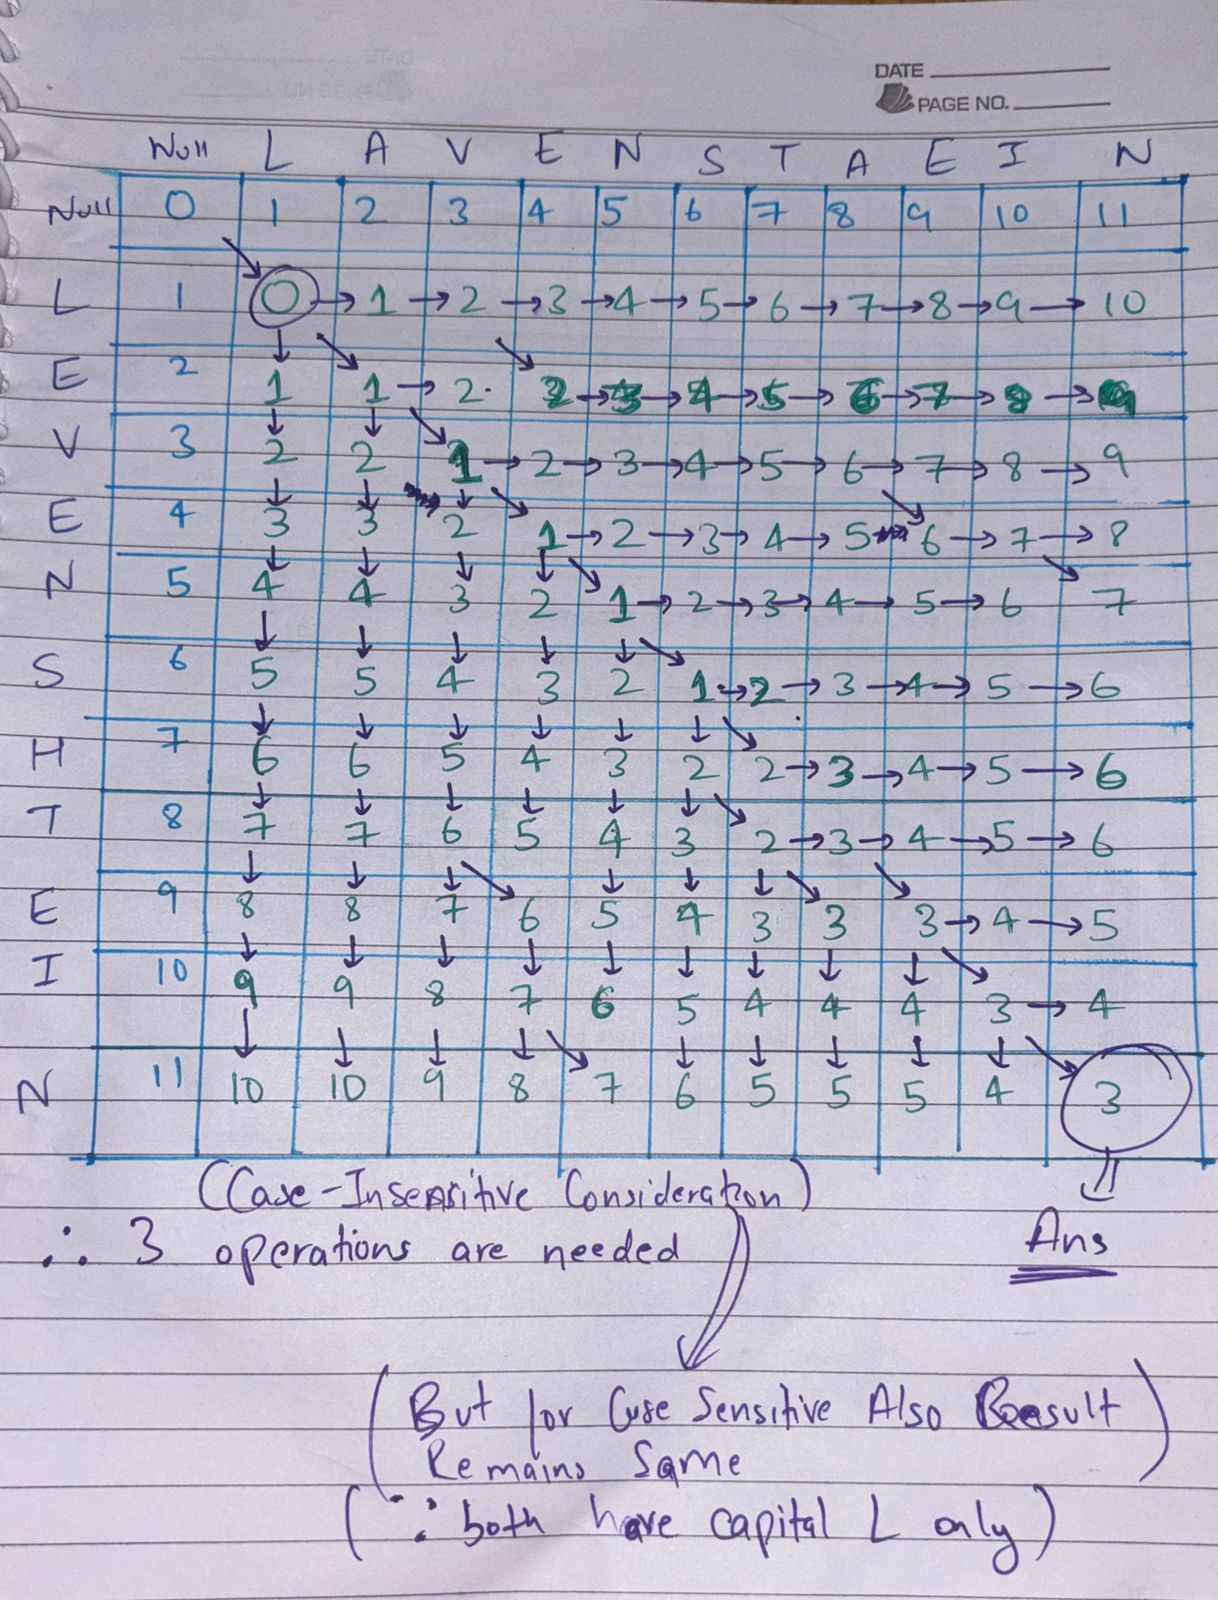 DATE
PAGE NO.
Null L A V E N S T A E I N
Null 0 1 2 3 4 5 6 7 8 9 10 11
L 1 0 → 1 → 2 → 3 → 4 → 5 → 6 → 7 → 8 → 9 → 10
E 2 1 1 → 2 2 → 3 → 4 → 5 → 6 → 7 → 8 → 9
V 3 2 2 1 → 2 → 3 → 4 → 5 → 6 → 7 → 8 → 9
E 4 3 3 2 1 → 2 → 3 → 4 → 5 6 → 7 → 8
N 5 4 4 3 2 1 → 2 → 3 → 4 → 5 → 6 7
S 6 5 5 4 3 2 1 → 2 → 3 → 4 → 5 → 6
H 7 6 6 5 4 3 2 2 → 3 → 4 → 5 → 6
T 8 7 7 6 5 4 3 2 → 3 → 4 → 5 → 6
E 9 8 8 7 6 5 4 3 3 3 → 4 → 5
I 10 9 9 8 7 6 5 4 4 4 3 → 4
N 11 10 10 9 8 7 6 5 5 5 4 3
(Case-Insensitive Consideration)
∴ 3 operations are needed
Ans
(But for Case Sensitive Also Result
Remains Same)
(∵ both have capital L only)